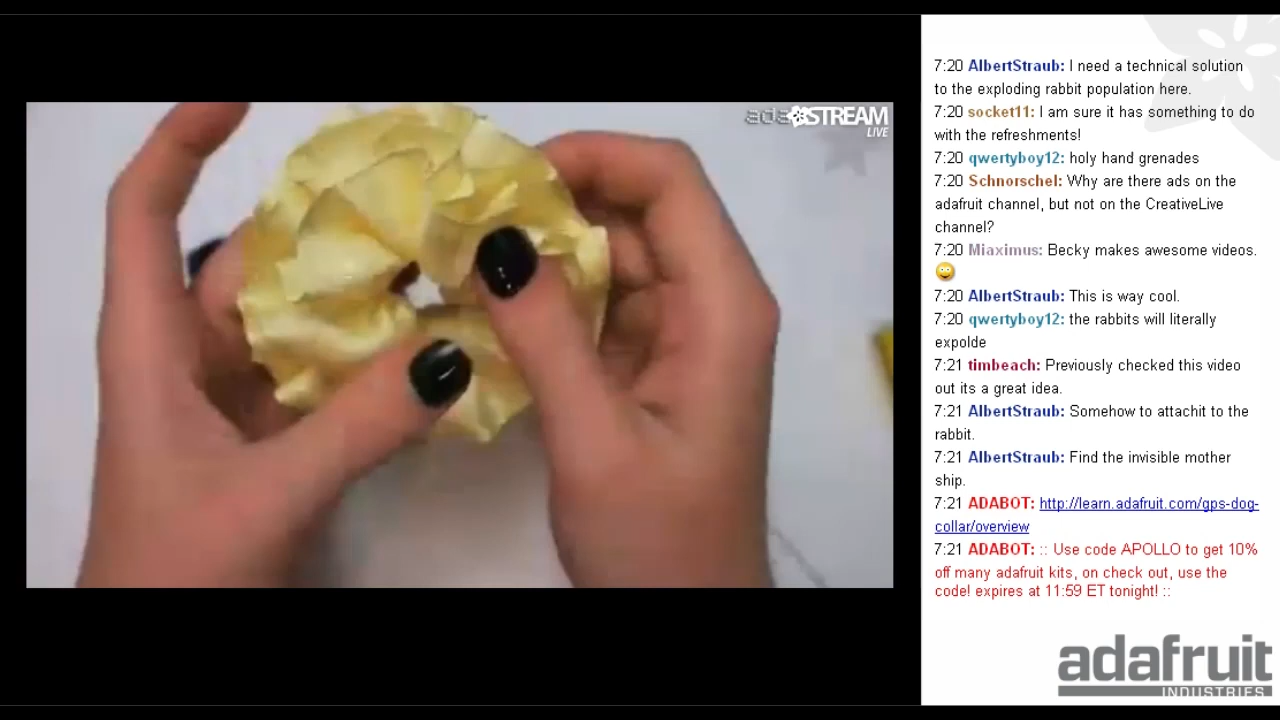 adaSTREAM
LIVE
7:20 AlbertStraub: I need a technical solution
to the exploding rabbit population here.
7:20 socket11: I am sure it has something to do
with the refreshments!
7:20 qwertyboy12: holy hand grenades
7:20 Schnorschel: Why are there ads on the
adafruit channel, but not on the CreativeLive
channel?
7:20 Miaximus: Becky makes awesome videos.
7:20 AlbertStraub: This is way cool.
7:20 qwertyboy12: the rabbits will literally
expolde
7:21 timbeach: Previously checked this video
out its a great idea.
7:21 AlbertStraub: Somehow to attachit to the
rabbit.
7:21 AlbertStraub: Find the invisible mother
ship.
7:21 ADABOT: http://learn.adafruit.com/gps-dog-
collar/overview
7:21 ADABOT: :: Use code APOLLO to get 10%
off many adafruit kits, on check out, use the
code! expires at 11:59 ET tonight! ::
adafruit
INDUSTRIES